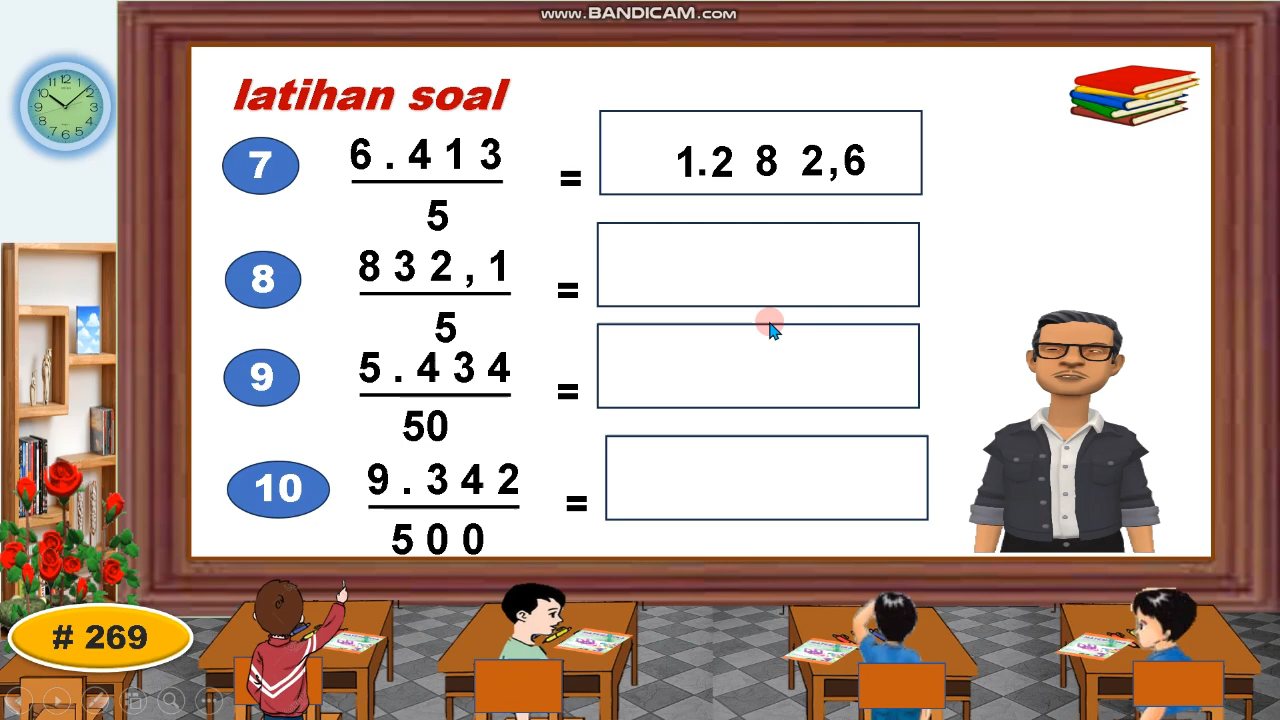 WWW.BANDICAM.COM
latihan soal
7 6.413 = 1.282,6
5
8 832,1 =
5
9 5.434 =
50
10 9.342 =
500
# 269